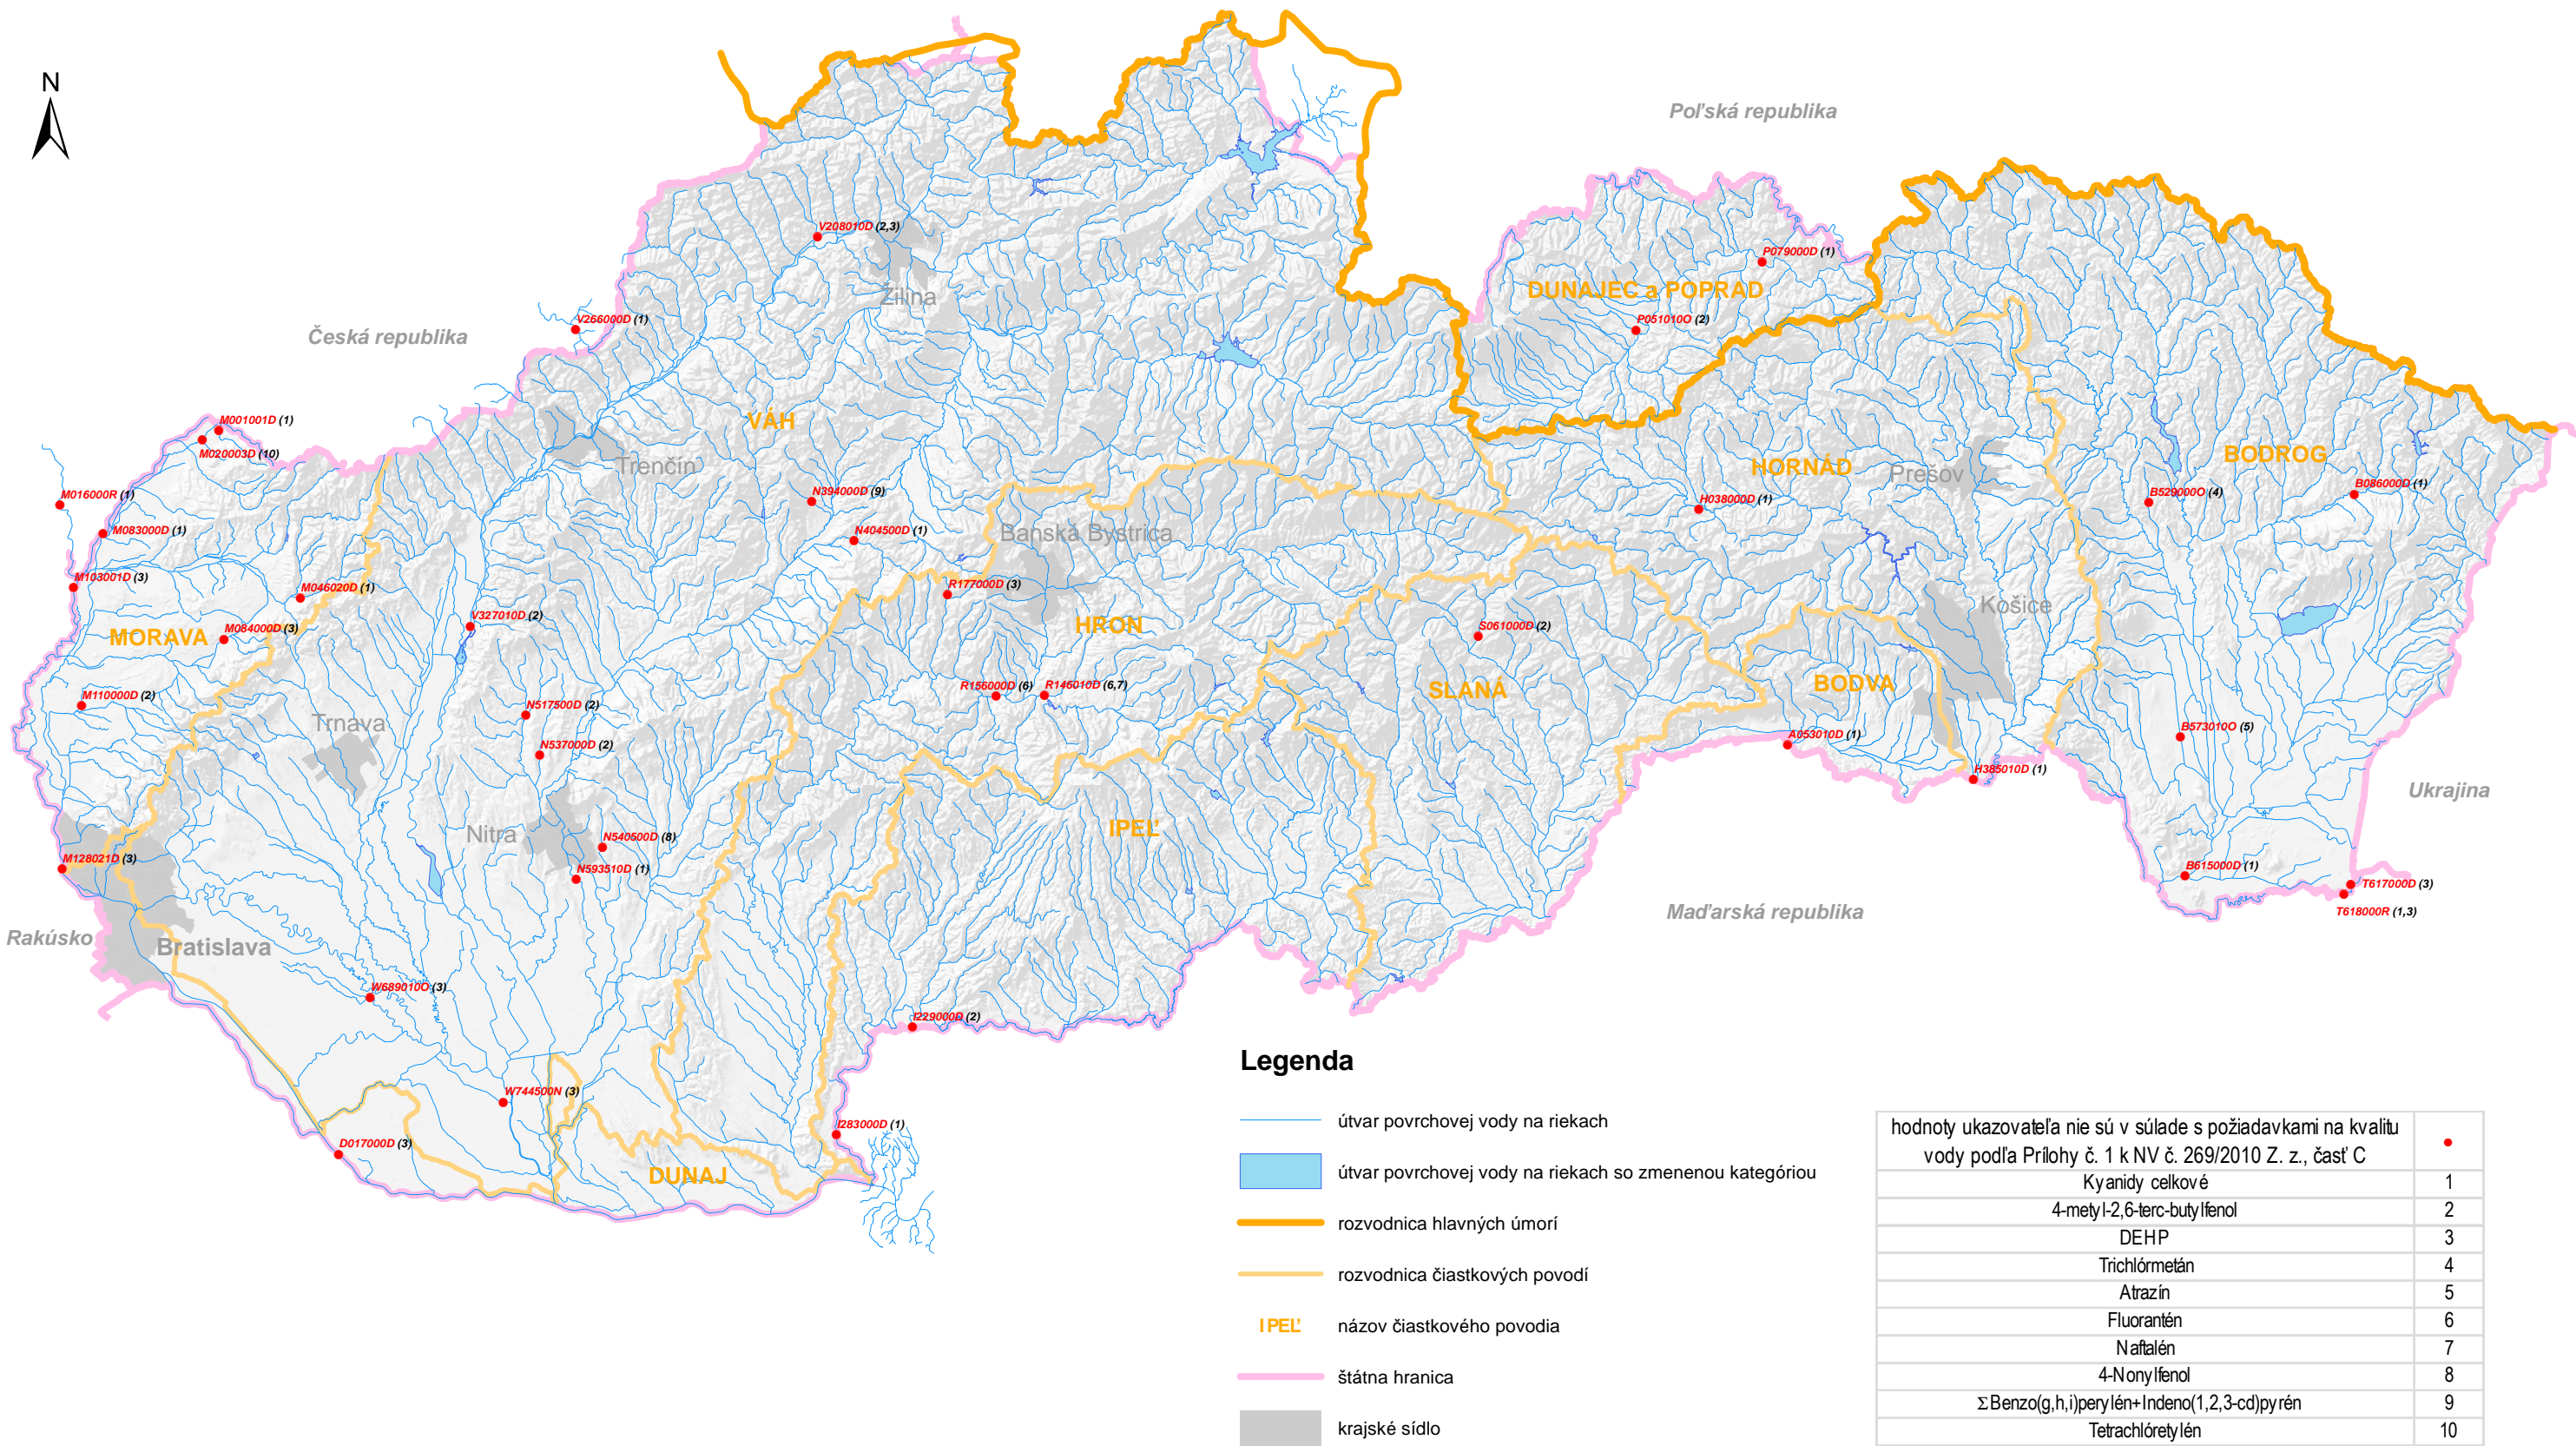 N
Poľská republika
V208010D (2,3)
P079000D (1)
Žilina
DUNAJEC a POPRAD
V266000D (1)
P051010O (2)
Česká republika
M001001D (1)
VÁH
M020003D (10)
Trenčín
BODROG
HORNÁD
Prešov
M016000R (1)
N394000D (9)
H038000D (1)
B529000O (4)
B086000D (1)
M083000D (1)
N404500D (1)
Banská Bystrica
M103001D (3)
M046020D (1)
R177000D (3)
Košice
V327010D (2)
HRON
S061000D (2)
MORAVA
M084000D (3)
M110000D (2)
R156000D (6)
R146010D (6,7)
SLANÁ
BODVA
N517500D (2)
Trnava
N537000D (2)
A053010D (1)
B573010O (5)
H385010D (1)
Ukrajina
Nitra
N540500D (8)
IPEĽ
M128021D (3)
N593510D (1)
B615000D (1)
T617000D (3)
T618000R (1,3)
Maďarská republika
Rakúsko
Bratislava
W689010O (3)
I229000D (2)
W744500N (3)
D017000D (3)
I283000D (1)
DUNAJ
Legenda
útvar povrchovej vody na riekach
útvar povrchovej vody na riekach so zmenenou kategóriou
rozvodnica hlavných úmorí
rozvodnica čiastkových povodí
IPEĽ názov čiastkového povodia
štátna hranica
krajské sídlo
hodnoty ukazovateľa nie sú v súlade s požiadavkami na kvalitu
vody podľa Prílohy č. 1 k NV č. 269/2010 Z. z., časť C
Kyanidy celkové 1
4-metyl-2,6-terc-butylfenol 2
DEHP 3
Trichlórmetán 4
Atrazín 5
Fluorantén 6
Naftalén 7
4-Nonylfenol 8
ΣBenzo(g,h,i)perylén+Indeno(1,2,3-cd)pyrén 9
Tetrachlóretylén 10